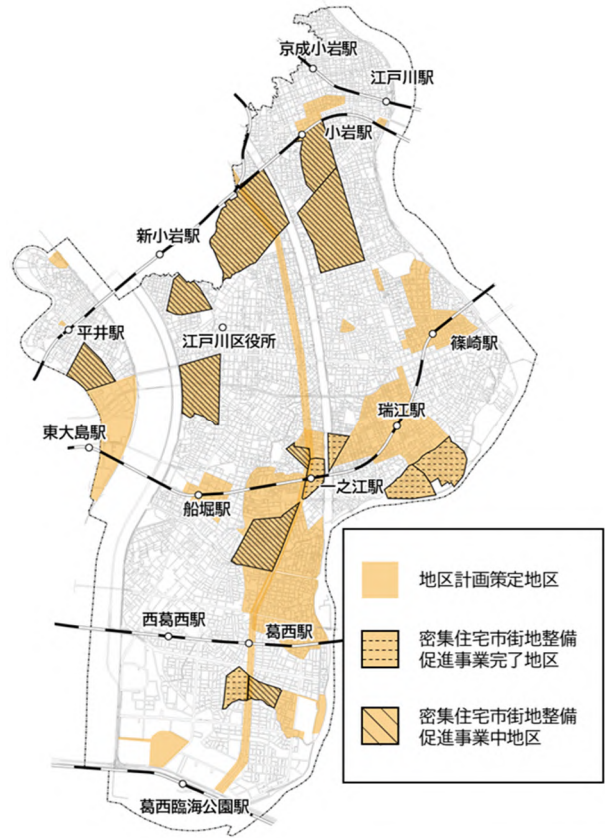 京成小岩駅
江戸川駅
小岩駅
新小岩駅
平井駅
江戸川区役所
篠崎駅
瑞江駅
東大島駅
一之江駅
船堀駅
西葛西駅
葛西駅
葛西臨海公園駅
地区計画策定地区
密集住宅市街地整備
促進事業完了地区
密集住宅市街地整備
促進事業中地区